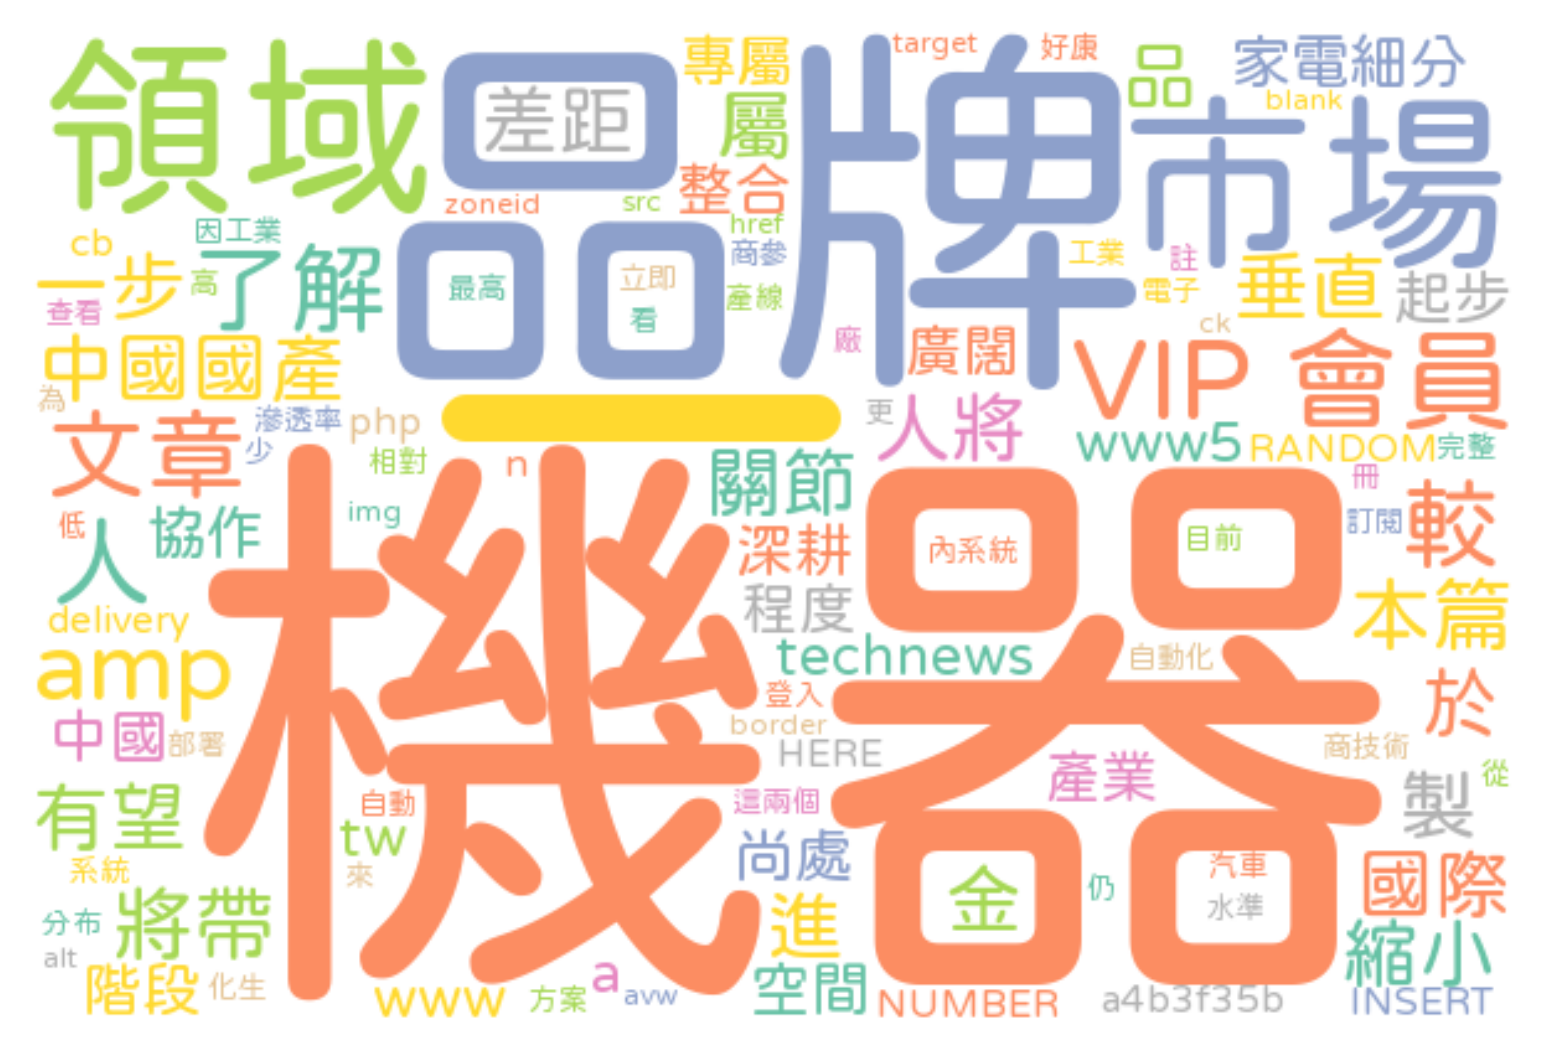 領域
品牌
差距
專屬
target
好康
品
家電細分
blank
市場
屬
整合
zoneid
src
href
商參
因工業
cb
一步
高
了解
查看
最高
立即
看
產線
工業
註
電子
垂直
起步
廠
廣闊
ck
VIP
會員
中國國產
為
文章
滲透率
少
php
相對
一
更
人將
www5
RANDOM
完整
n
關節
冊
低
人
協作
img
深耕
內系統
目前
訂閱
較
機器
程度
本篇
delivery
amp
technews
自動化
登入
border
於
中國
部署
HERE
商技術
產業
從
有望
自動
tw
這兩個
製
系統
來
尚處
金
仍
汽車
水準
國際
分布
將帶
進
縮小
alt
階段
化生
www
方案
a
avw
空間
NUMBER
a4b3f35b
INSERT